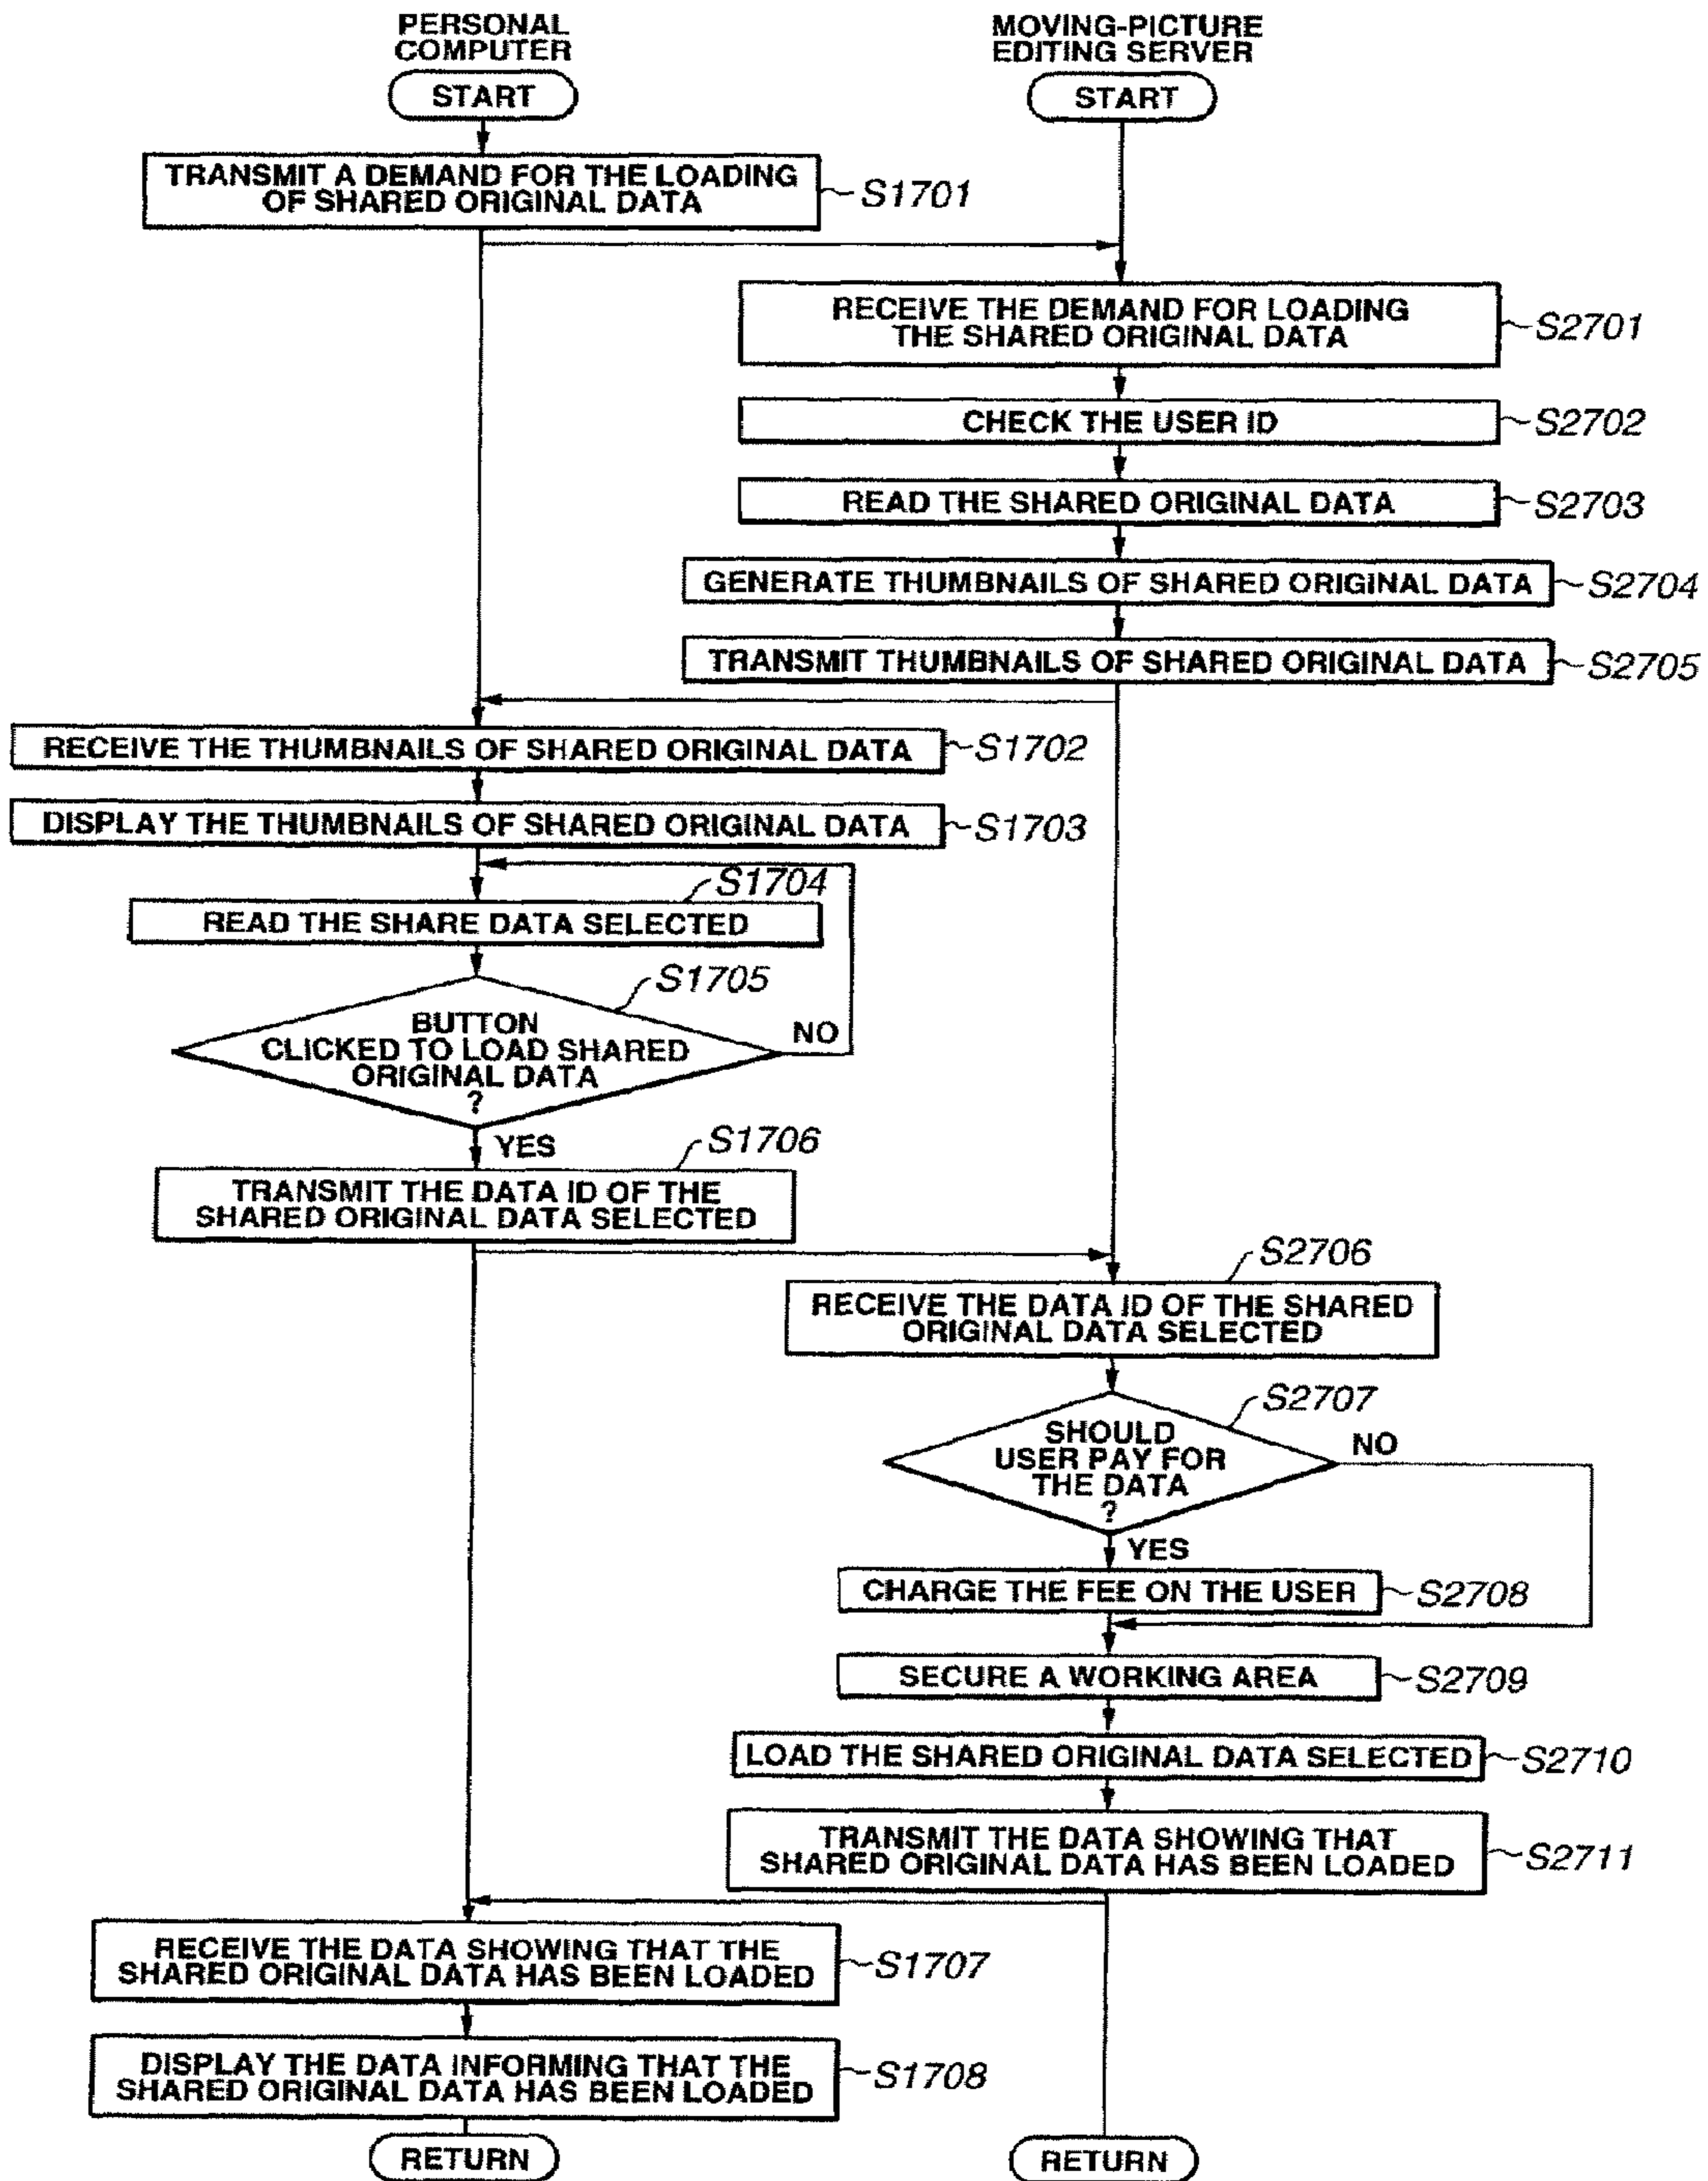 PERSONAL
COMPUTER
START
MOVING-PICTURE
EDITING SERVER
START
TRANSMIT A DEMAND FOR THE LOADING
OF SHARED ORIGINAL DATA
S1701
RECEIVE THE DEMAND FOR LOADING
THE SHARED ORIGINAL DATA
S2701
CHECK THE USER ID
S2702
READ THE SHARED ORIGINAL DATA
S2703
GENERATE THUMBNAILS OF SHARED ORIGINAL DATA
S2704
TRANSMIT THUMBNAILS OF SHARED ORIGINAL DATA
S2705
RECEIVE THE THUMBNAILS OF SHARED ORIGINAL DATA
S1702
DISPLAY THE THUMBNAILS OF SHARED ORIGINAL DATA
S1703
S1704
READ THE SHARE DATA SELECTED
S1705
BUTTON
CLICKED TO LOAD SHARED
ORIGINAL DATA
?
NO
YES
S1706
TRANSMIT THE DATA ID OF THE
SHARED ORIGINAL DATA SELECTED
S2706
RECEIVE THE DATA ID OF THE SHARED
ORIGINAL DATA SELECTED
S2707
SHOULD
USER PAY FOR
THE DATA
?
NO
YES
CHARGE THE FEE ON THE USER
S2708
SECURE A WORKING AREA
S2709
LOAD THE SHARED ORIGINAL DATA SELECTED
S2710
TRANSMIT THE DATA SHOWING THAT
SHARED ORIGINAL DATA HAS BEEN LOADED
S2711
RECEIVE THE DATA SHOWING THAT THE
SHARED ORIGINAL DATA HAS BEEN LOADED
S1707
DISPLAY THE DATA INFORMING THAT THE
SHARED ORIGINAL DATA HAS BEEN LOADED
S1708
RETURN
RETURN